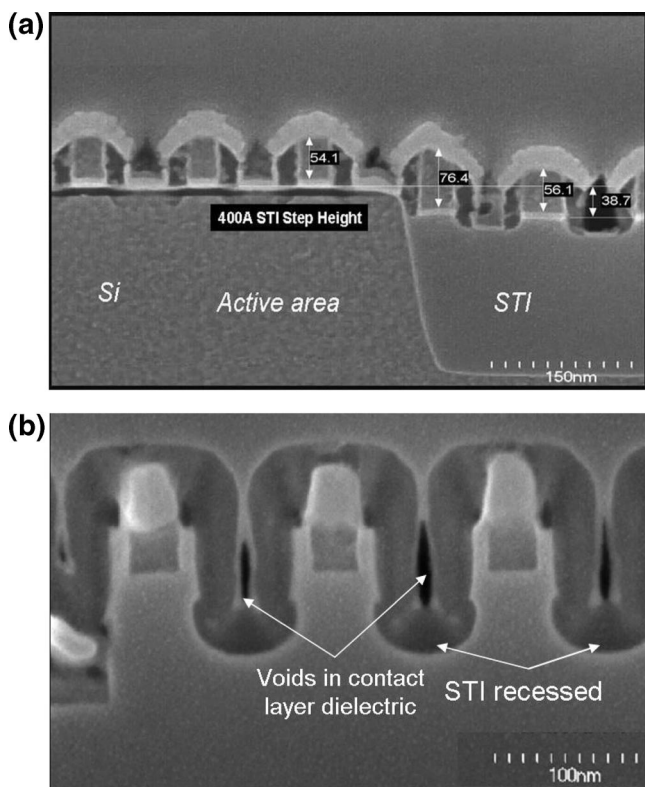 (a)
54.1
76.4
56.1
38.7
400A STI Step Height
Si
Active area
STI
150nm
(b)
Voids in contact
layer dielectric
STI recessed
100nm